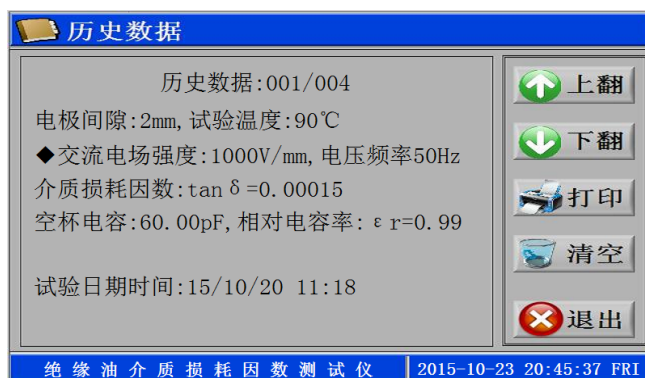 历史数据
历史数据:001/004
电极间隙:2mm,试验温度:90℃
◆交流电场强度:1000V/mm,电压频率50Hz
介质损耗因数:tanδ=0.00015
空杯电容:60.00pF,相对电容率:εr=0.99
试验日期时间:15/10/20 11:18
上翻
下翻
打印
清空
退出
绝缘油介质损耗因数测试仪
2015-10-23 20:45:37 FRI